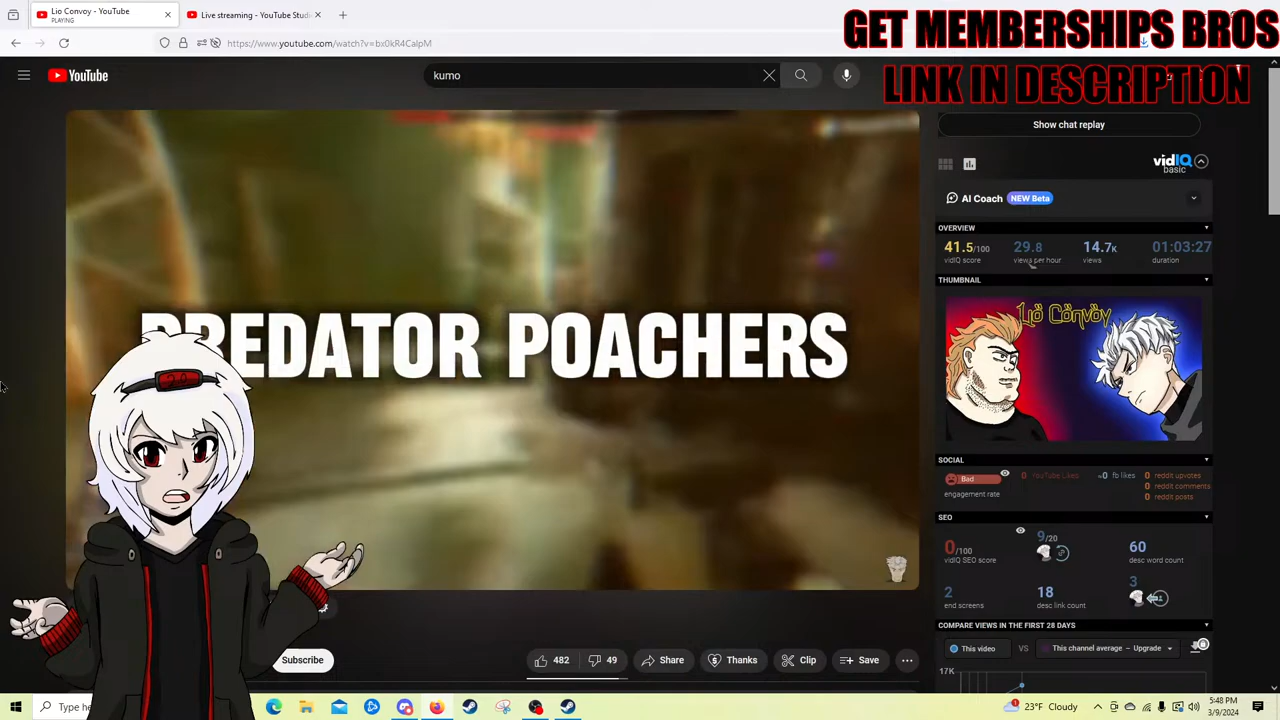 Lio Convoy - YouTube
PLAYING
Live streaming - YouTube Studi
https://www.youtube.com/watch?v=bx0kR4CalpM
GET MEMBERSHIPS BROS
LINK IN DESCRIPTION
YouTube
kumo
Show chat replay
vidIQ
basic
AI Coach NEW Beta
OVERVIEW
41.5/100 29.8 14.7K 01:03:27
vidIQ score views per hour views duration
THUMBNAIL
Lio Convoy
PREDATOR POACHERS
SOCIAL
Bad 0 YouTube Likes ≈0 fb likes 0 reddit upvotes
0 reddit comments
engagement rate 0 reddit posts
SEO
0/100 9/20 60
vidIQ SEO score desc word count
2 18 3
end screens desc link count
COMPARE VIEWS IN THE FIRST 28 DAYS
This video VS This channel average – Upgrade
17K
Subscribe 482 49 Share Thanks Clip Save
Type he
23°F Cloudy
5:48 PM
3/9/2024